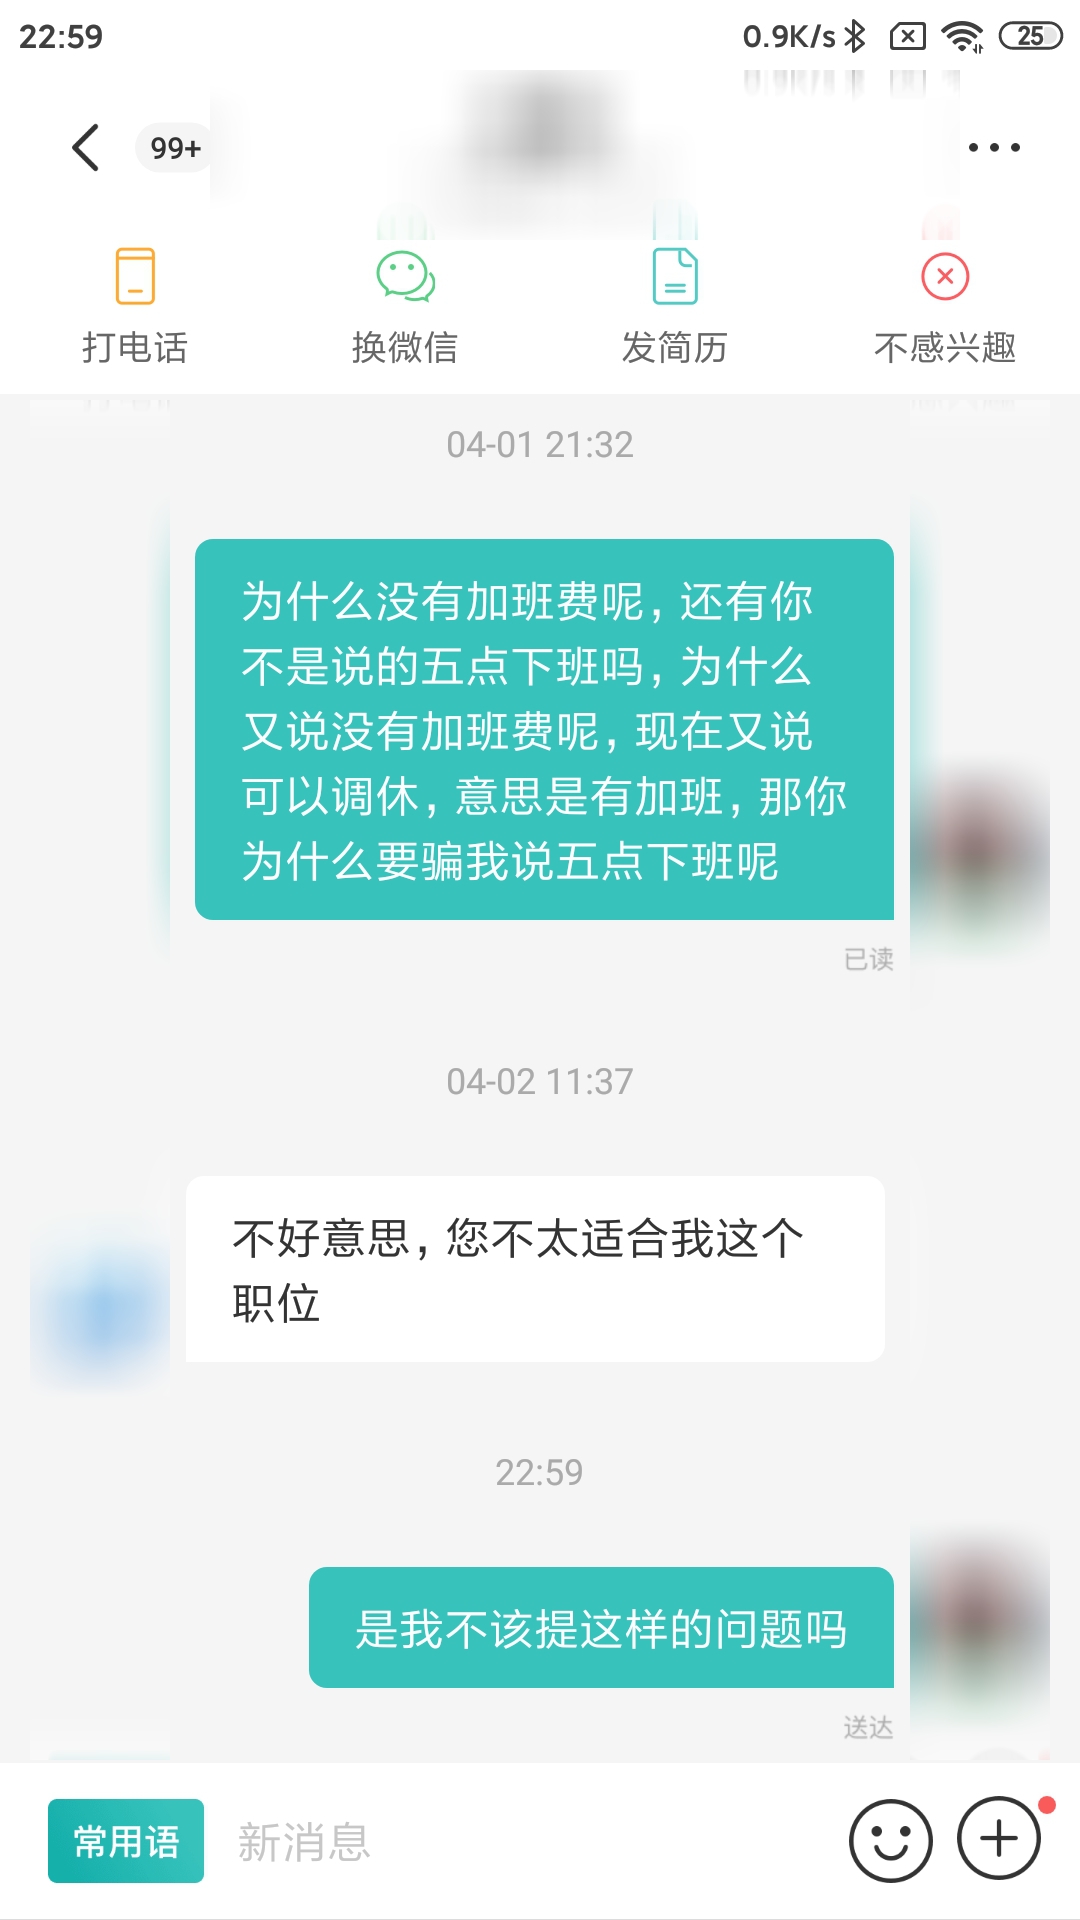 22:59
0.9K/s
25
99+
打电话
换微信
发简历
不感兴趣
04-01 21:32
为什么没有加班费呢，还有你
不是说的五点下班吗，为什么
又说没有加班费呢，现在又说
可以调休，意思是有加班，那你
为什么要骗我说五点下班呢
已读
04-02 11:37
不好意思，您不太适合我这个
职位
22:59
是我不该提这样的问题吗
送达
常用语
新消息